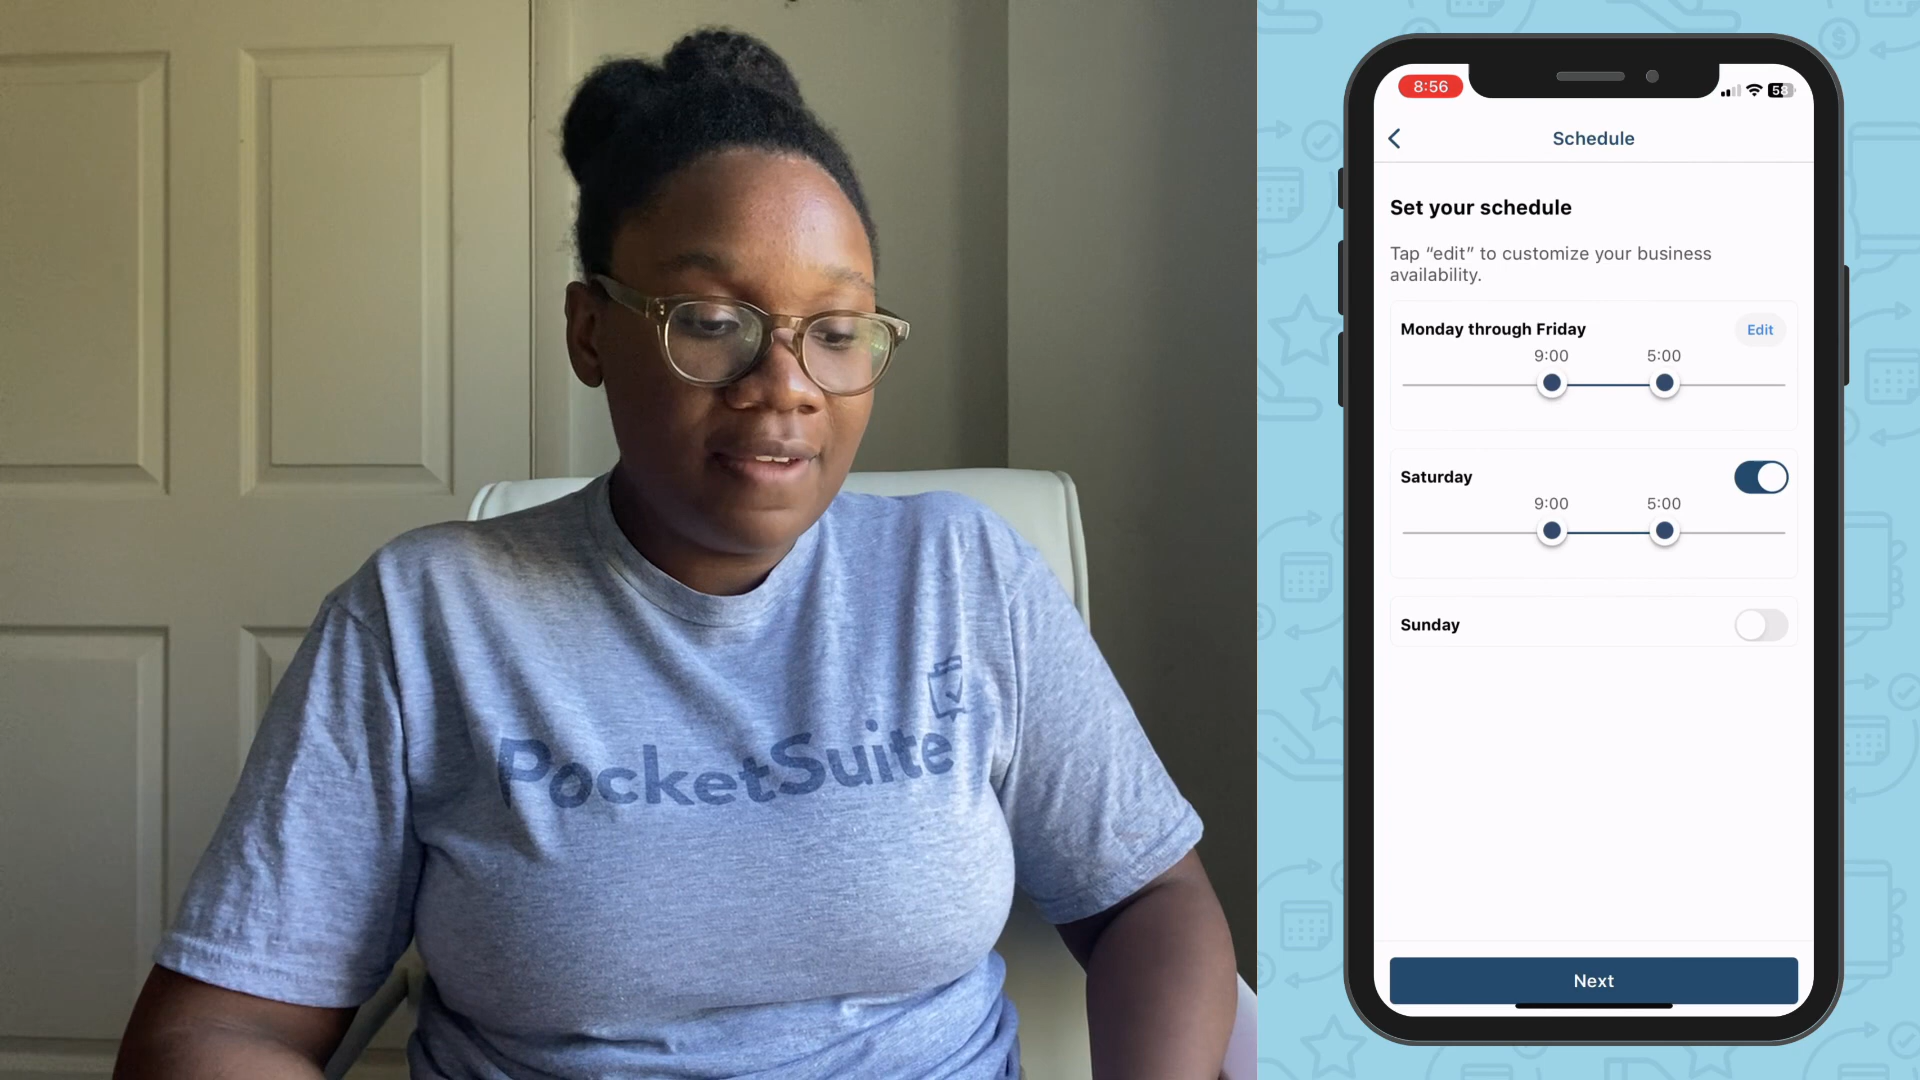 PocketSuite
8:56
58
Schedule
Set your schedule
Tap “edit” to customize your business
availability.
Monday through Friday
Edit
9:00 5:00
Saturday
9:00 5:00
Sunday
Next